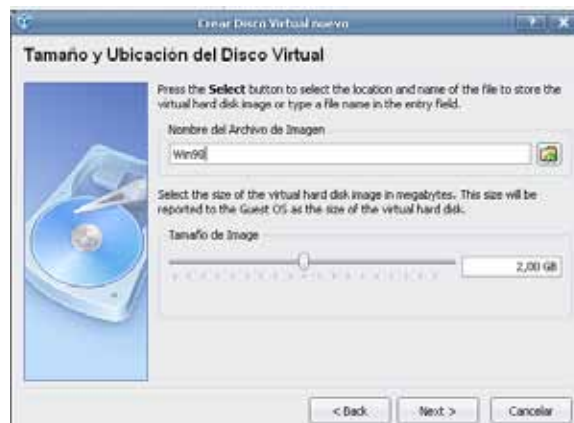 Crear Disco Virtual nuevo
Tamaño y Ubicación del Disco Virtual
Press the Select button to select the location and name of the file to store the
virtual hard disk image or type a file name in the entry field.
Nombre del Archivo de Imagen
Win98
Select the size of the virtual hard disk image in megabytes. This size will be
reported to the Guest OS as the size of the virtual hard disk.
Tamaño de Image
2,00 GB
< Back
Next >
Cancelar